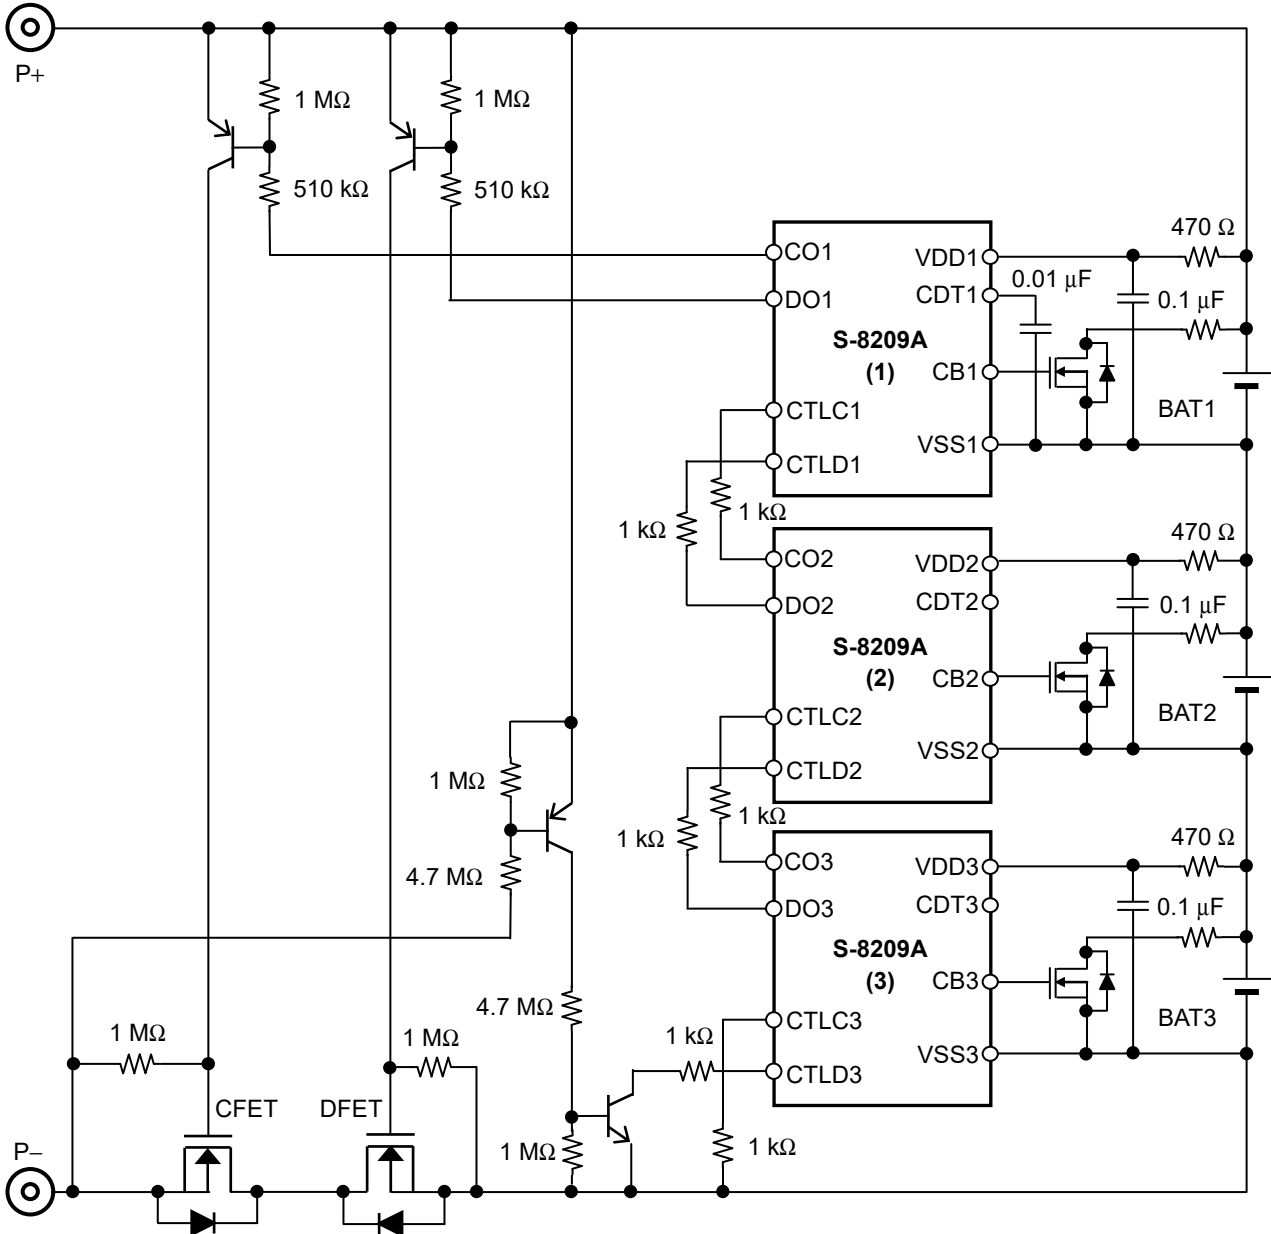 P+
1 MΩ
1 MΩ
510 kΩ
510 kΩ
CO1
DO1
VDD1
CDT1
S-8209A
(1)
CB1
CTLC1
CTLD1
VSS1
470 Ω
0.01 μF
0.1 μF
BAT1
1 kΩ
1 kΩ
CO2
DO2
VDD2
CDT2
S-8209A
(2)
CB2
CTLC2
CTLD2
VSS2
470 Ω
0.1 μF
BAT2
1 MΩ
4.7 MΩ
1 kΩ
1 kΩ
CO3
DO3
VDD3
CDT3
S-8209A
(3)
CB3
CTLC3
CTLD3
VSS3
470 Ω
0.1 μF
BAT3
4.7 MΩ
1 MΩ
1 MΩ
1 kΩ
CFET
DFET
1 MΩ
1 kΩ
P−